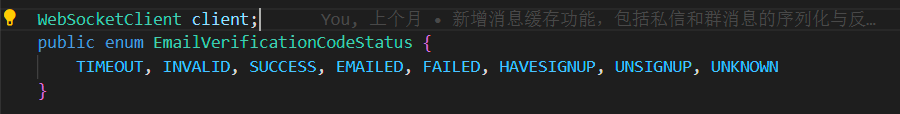 WebSocketClient client; You, 上个月 • 新增消息缓存功能，包括私信和群消息的序列化与反…
public enum EmailVerificationCodeStatus {
TIMEOUT, INVALID, SUCCESS, EMAILED, FAILED, HAVESIGNUP, UNSIGNUP, UNKNOWN
}